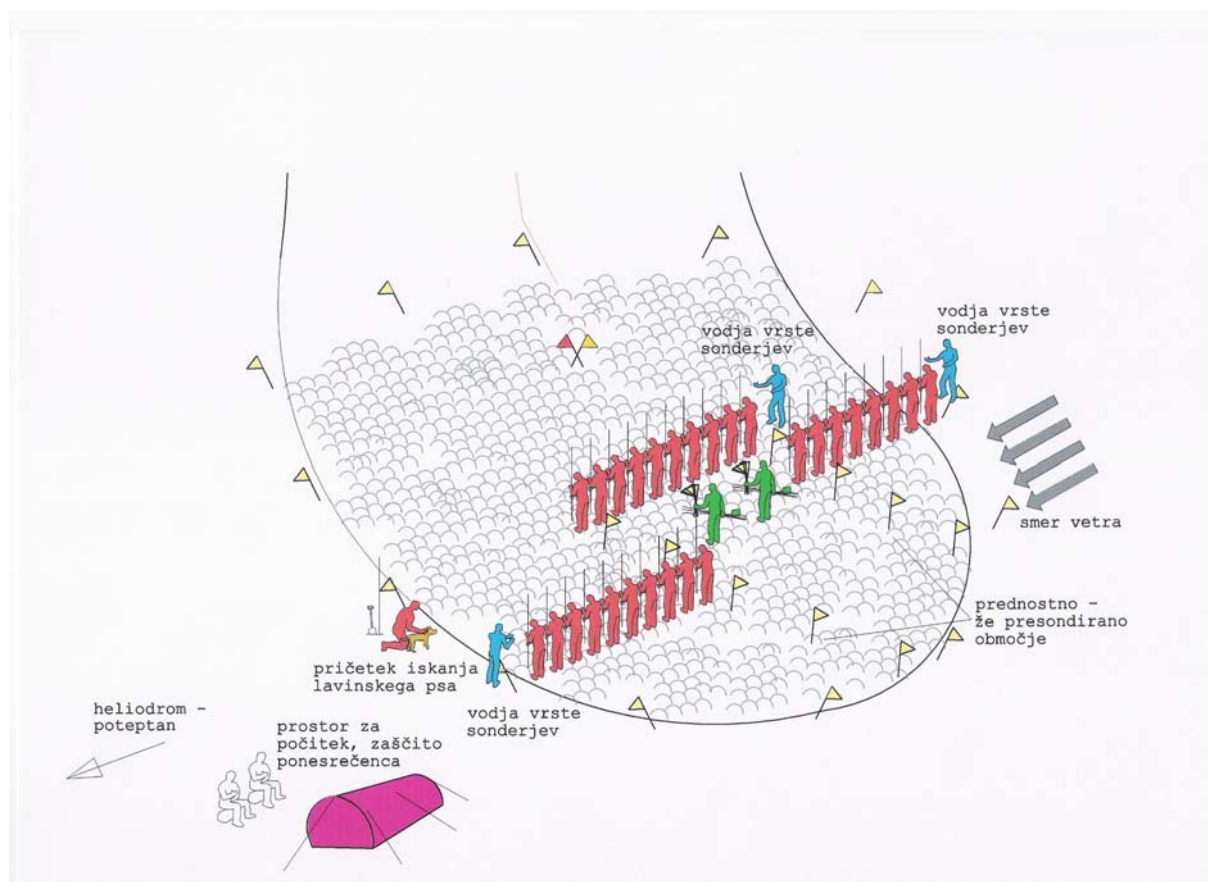 vodja vrste
sonderjev
vodja vrste
sonderjev
smer vetra
prednostno -
že presondirano
območje
pričetek iskanja
lavinskega psa
vodja vrste
sonderjev
heliodrom -
poteptan
prostor za
počitek, zaščito
ponesrečenca